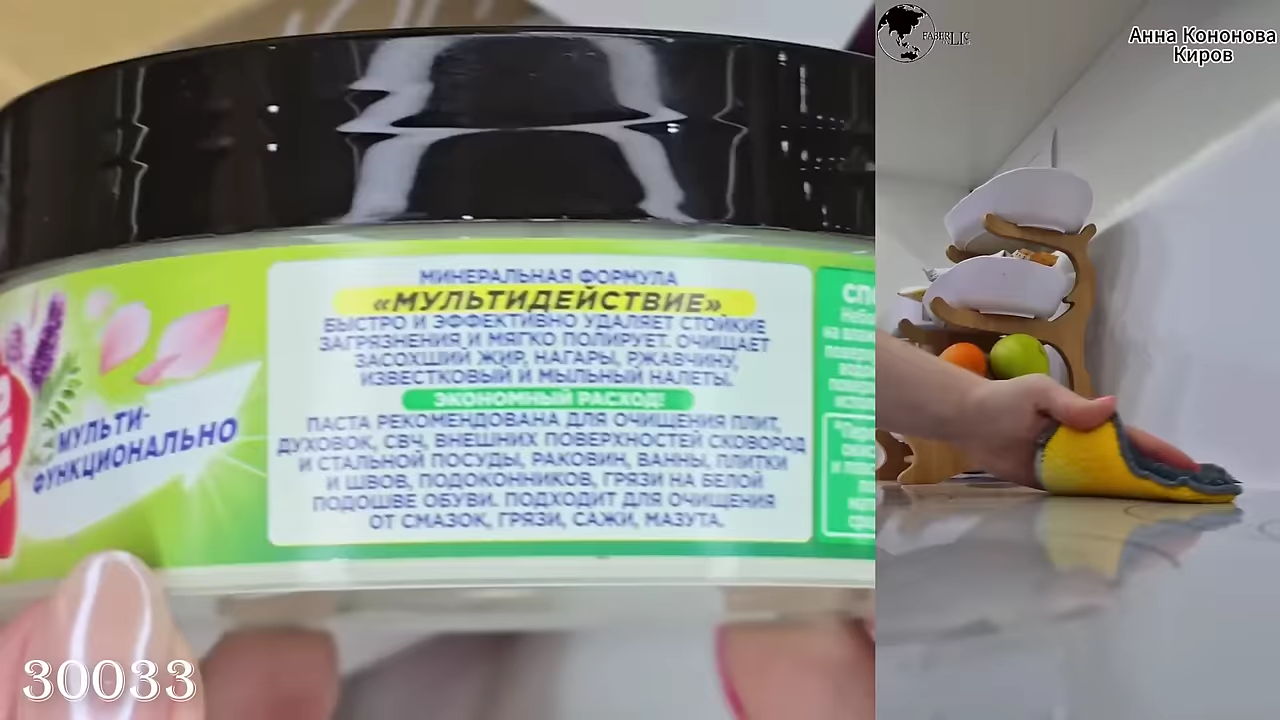 МИНЕРАЛЬНАЯ ФОРМУЛА
«МУЛЬТИДЕЙСТВИЕ»
БЫСТРО И ЭФФЕКТИВНО УДАЛЯЕТ СТОЙКИЕ
ЗАГРЯЗНЕНИЯ И МЯГКО ПОЛИРУЕТ. ОЧИЩАЕТ
ЗАСОХШИЙ ЖИР, НАГАРЫ, РЖАВЧИНУ,
ИЗВЕСТКОВЫЙ И МЫЛЬНЫЙ НАЛЕТЫ.
ЭКОНОМНЫЙ РАСХОД!
ПАСТА РЕКОМЕНДОВАНА ДЛЯ ОЧИЩЕНИЯ ПЛИТ,
ДУХОВОК, СВЧ, ВНЕШНИХ ПОВЕРХНОСТЕЙ СКОВОРОД
И СТАЛЬНОЙ ПОСУДЫ, РАКОВИН, ВАННЫ, ПЛИТКИ
И ШВОВ, ПОДОКОННИКОВ, ГРЯЗИ НА БЕЛОЙ
ПОДОШВЕ ОБУВИ. ПОДХОДИТ ДЛЯ ОЧИЩЕНИЯ
ОТ СМАЗОК, ГРЯЗИ, САЖИ, МАЗУТА.
МУЛЬТИ-
ФУНКЦИОНАЛЬНО
30033
FABERLIC
Анна Кононова
Киров